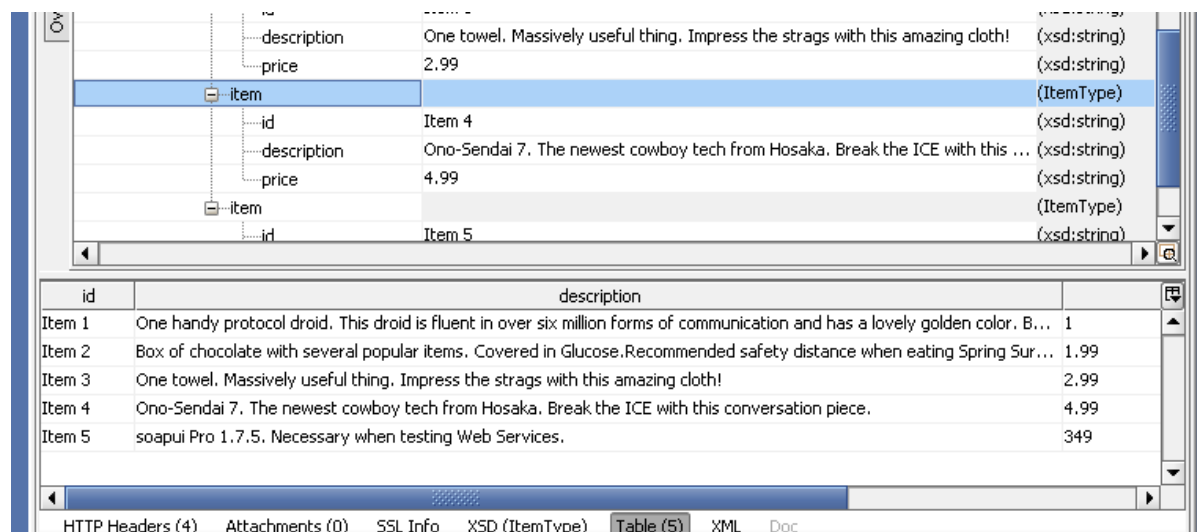 Ov
description One towel. Massively useful thing. Impress the strags with this amazing cloth! (xsd:string)
price 2.99 (xsd:string)
item (ItemType)
id Item 4 (xsd:string)
description Ono-Sendai 7. The newest cowboy tech from Hosaka. Break the ICE with this ... (xsd:string)
price 4.99 (xsd:string)
item (ItemType)
id Item 5 (xsd:string)
id description
Item 1 One handy protocol droid. This droid is fluent in over six million forms of communication and has a lovely golden color. B... 1
Item 2 Box of chocolate with several popular items. Covered in Glucose.Recommended safety distance when eating Spring Sur... 1.99
Item 3 One towel. Massively useful thing. Impress the strags with this amazing cloth! 2.99
Item 4 Ono-Sendai 7. The newest cowboy tech from Hosaka. Break the ICE with this conversation piece. 4.99
Item 5 soapui Pro 1.7.5. Necessary when testing Web Services. 349
HTTP Headers (4) Attachments (0) SSL Info XSD (ItemType) Table (5) XML Doc